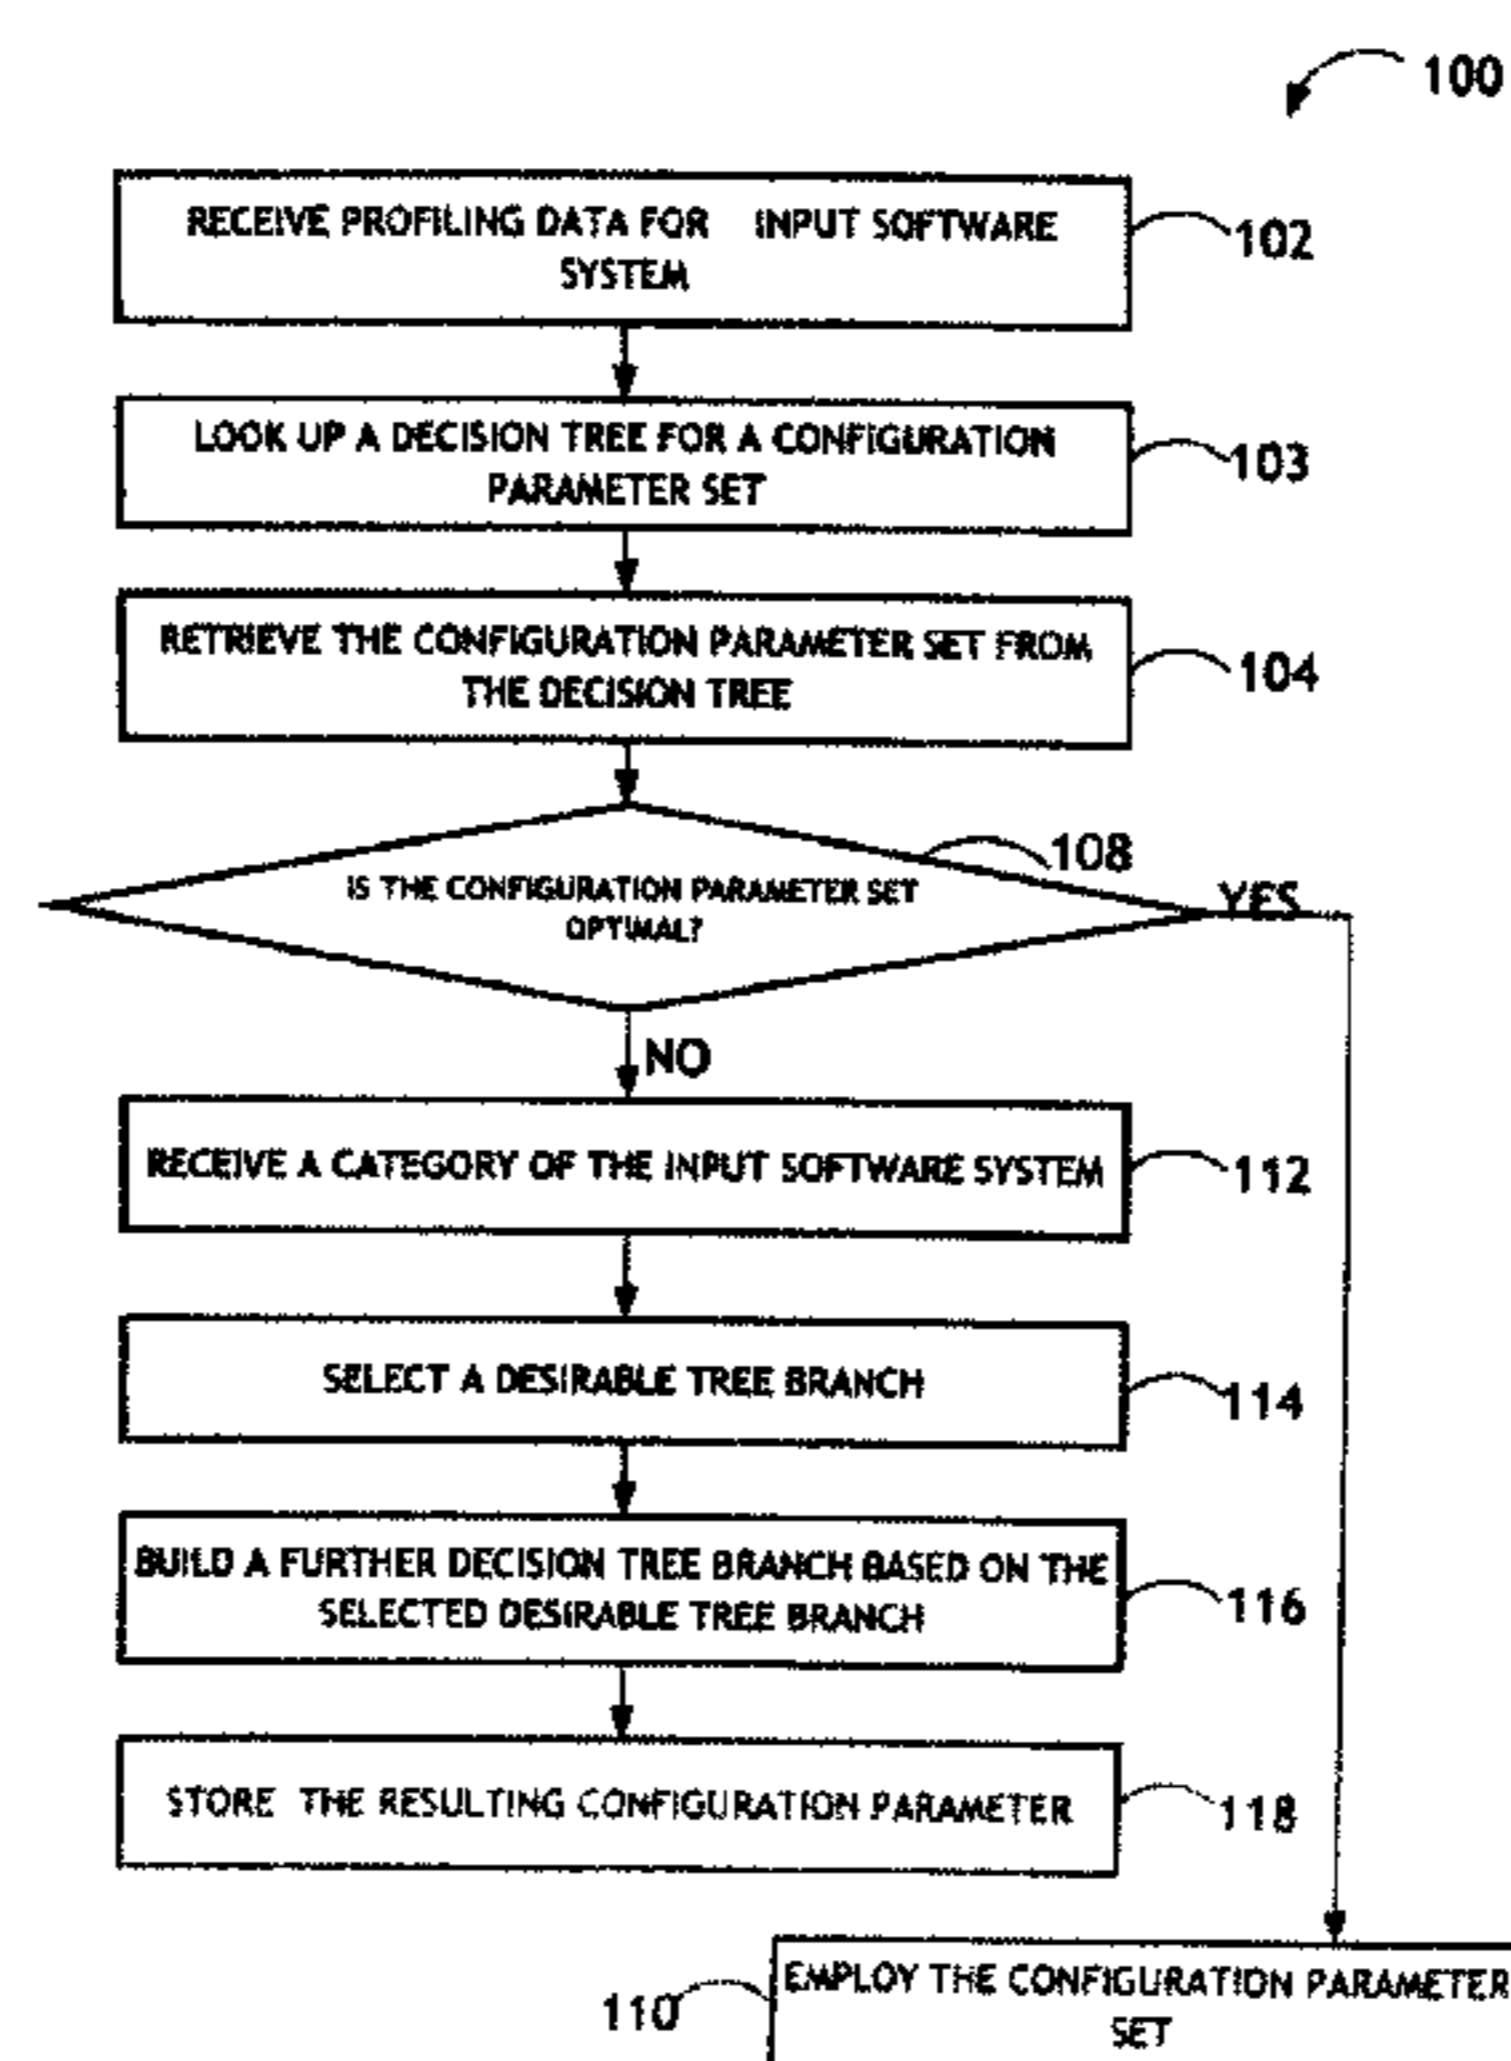 100
RECEIVE PROFILING DATA FOR INPUT SOFTWARE
SYSTEM
102
LOOK UP A DECISION TREE FOR A CONFIGURATION
PARAMETER SET
103
RETRIEVE THE CONFIGURATION PARAMETER SET FROM
THE DECISION TREE
104
108
IS THE CONFIGURATION PARAMETER SET
OPTIMAL?
YES
NO
RECEIVE A CATEGORY OF THE INPUT SOFTWARE SYSTEM
112
SELECT A DESIRABLE TREE BRANCH
114
BUILD A FURTHER DECISION TREE BRANCH BASED ON THE
SELECTED DESIRABLE TREE BRANCH
116
STORE THE RESULTING CONFIGURATION PARAMETER
118
EMPLOY THE CONFIGURATION PARAMETER
SET
110